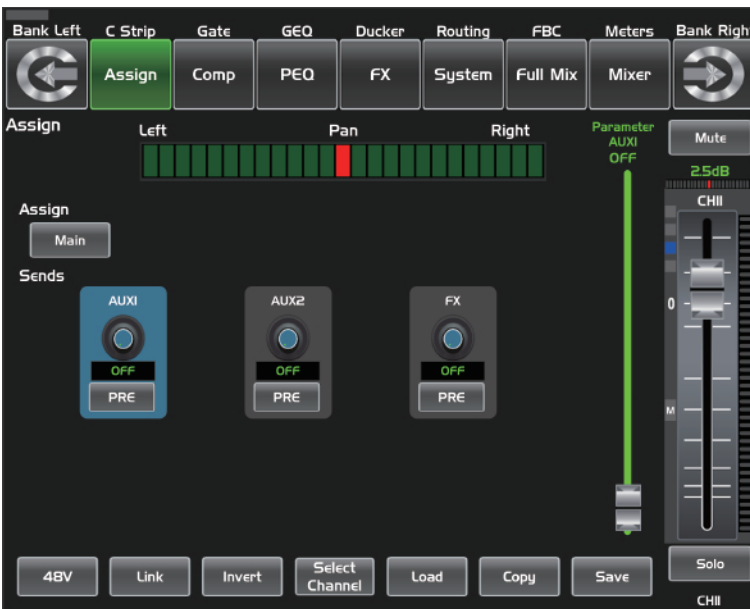 Bank Left C Strip Gate GEQ Ducker Routing FBC Meters Bank Righ
Assign Comp PEQ FX System Full Mix Mixer
Assign
Left Pan Right
Parameter
AUX1
OFF
Mute
2.5dB
CH11
Assign
Main
Sends
AUX1 AUX2 FX
0
OFF OFF OFF
PRE PRE PRE
M
48V Link Invert Select Channel Load Copy Save
Solo
CH11